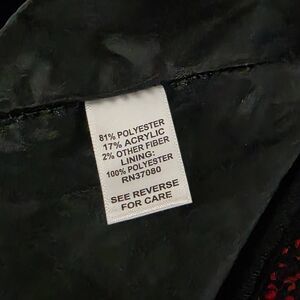 81% POLYESTER
17% ACRYLIC
2% OTHER FIBER
LINING:
100% POLYESTER
RN37080
SEE REVERSE
FOR CARE